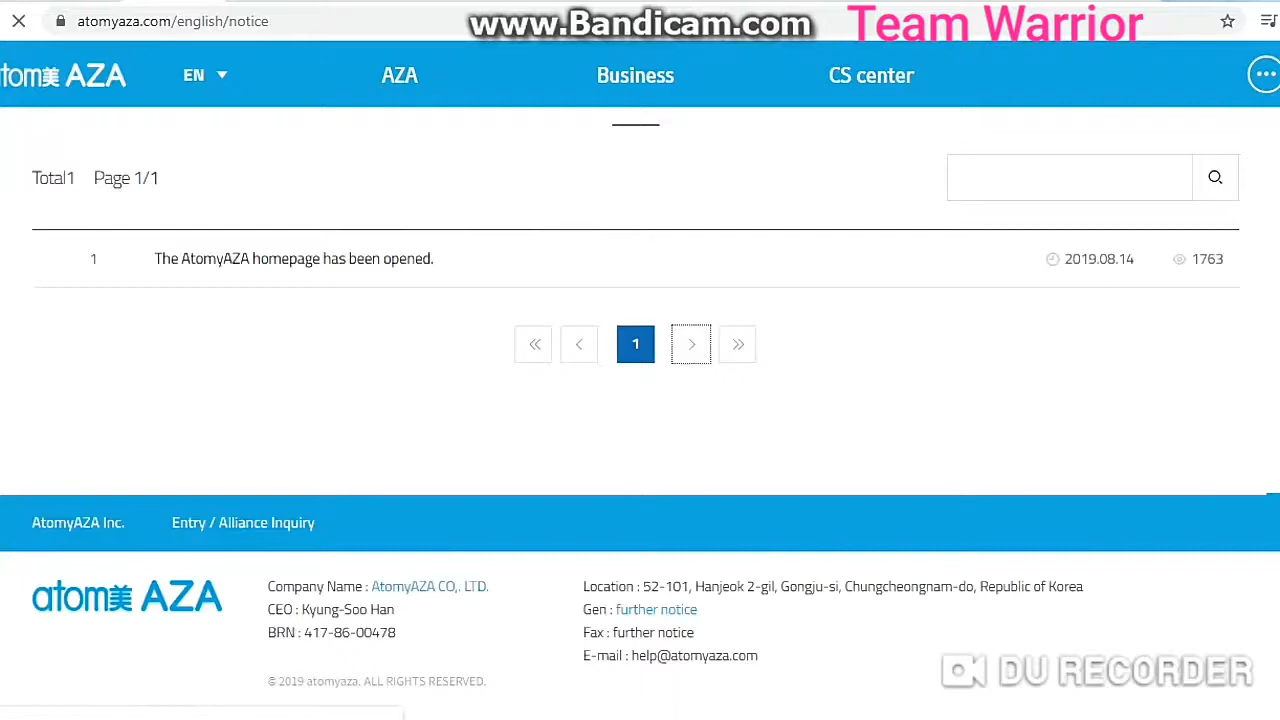 atomyaza.com/english/notice
www.Bandicam.com
Team Warrior
atom美 AZA
EN
AZA
Business
CS center
Total1 Page 1/1
1 The AtomyAZA homepage has been opened. 2019.08.14 1763
« < 1 > »
AtomyAZA Inc. Entry / Alliance Inquiry
atom美 AZA
Company Name : AtomyAZA CO,. LTD.
CEO : Kyung-Soo Han
BRN : 417-86-00478
© 2019 atomyaza. ALL RIGHTS RESERVED.
Location : 52-101, Hanjeok 2-gil, Gongju-si, Chungcheongnam-do, Republic of Korea
Gen : further notice
Fax : further notice
E-mail : help@atomyaza.com
DU RECORDER